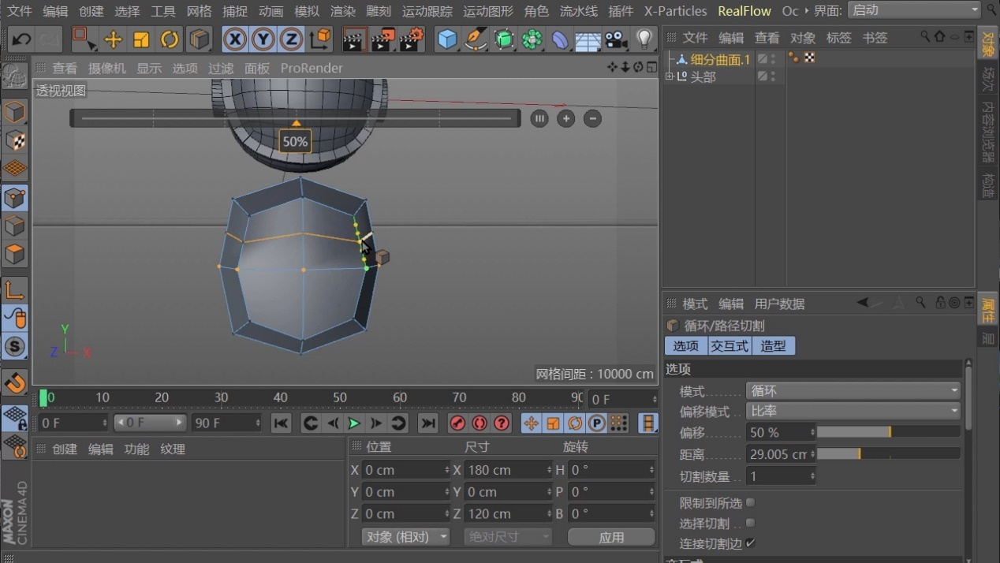 文件 编辑 创建 选择 工具 网格 捕捉 动画 模拟 渲染 雕刻 运动跟踪 运动图形 角色 流水线 插件 X-Particles RealFlow Oc 界面: 启动
X Y Z
文件 编辑 查看 对象 标签 书签
查看 摄像机 显示 选项 过滤 面板 ProRender
透视视图
50%
Y
Z X
网格间距 : 10000 cm
细分曲面.1
头部
对象
场次
内容浏览器
构造
模式 编辑 用户数据
循环/路径切割
选项 交互式 造型
选项
模式 循环
偏移模式 比率
偏移 50 %
距离 29.005 cm
切割数量 1
限制到所选
选择切割
连接切割边
属性
层
0 10 20 30 40 50 60 70 80 90 0 F
0 F 0 F 90 F
P
S
创建 编辑 功能 纹理
位置 尺寸 旋转
X 0 cm X 180 cm H 0 °
Y 0 cm Y 0 cm P 0 °
Z 0 cm Z 120 cm B 0 °
对象 (相对) 绝对尺寸 应用
MAXON
CINEMA 4D